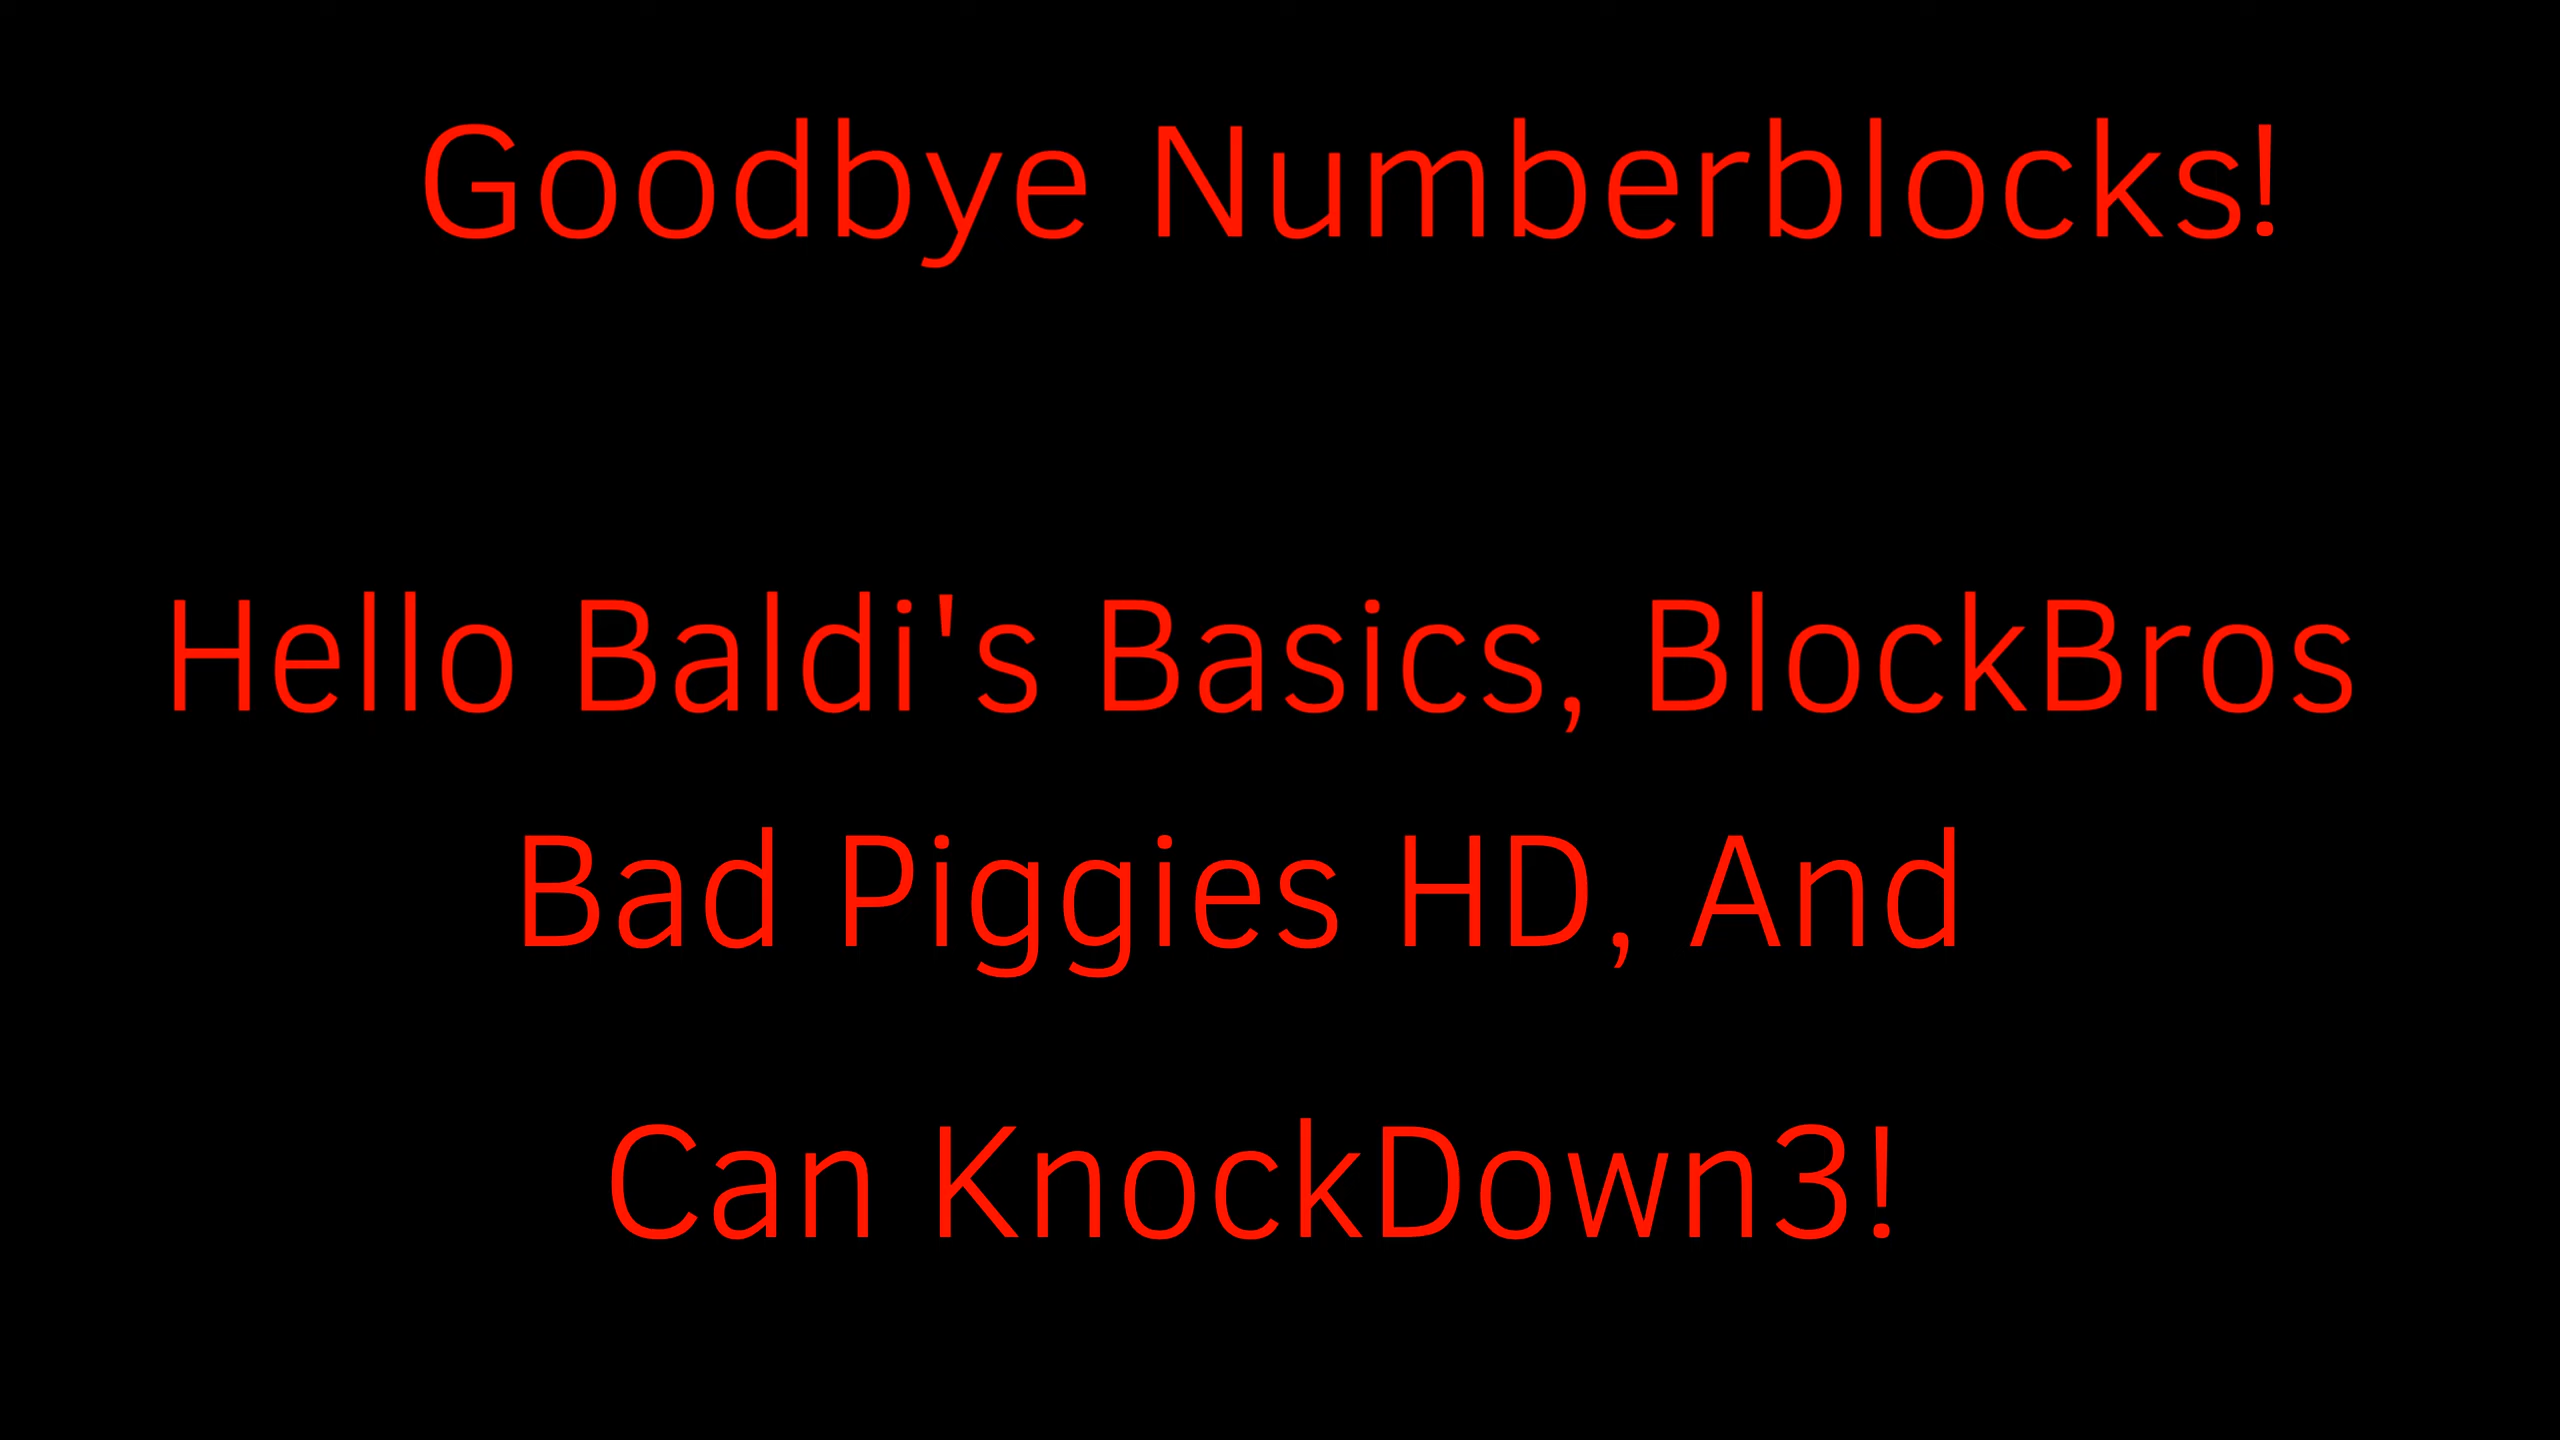 Goodbye Numberblocks!
Hello Baldi's Basics, BlockBros
Bad Piggies HD, And
Can KnockDown3!